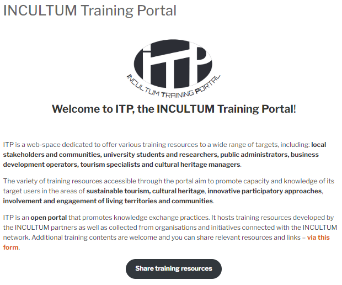 INCULTUM Training Portal
ITP
INCULTUM TRAINING PORTAL
Welcome to ITP, the INCULTUM Training Portal!
ITP is a web-space dedicated to offer various training resources to a wide range of targets, including: local
stakeholders and communities, university students and researchers, public administrators, business
development operators, tourism specialists and cultural heritage managers.
The variety of training resources accessible through the portal aim to promote capacity and knowledge of its
target users in the areas of sustainable tourism, cultural heritage, innovative participatory approaches,
involvement and engagement of living territories and communities.
ITP is an open portal that promotes knowledge exchange practices. It hosts training resources developed by
the INCULTUM partners as well as collected from organisations and initiatives connected with the INCULTUM
network. Additional training contents are welcome and you can share relevant resources and links – via this
form.
Share training resources